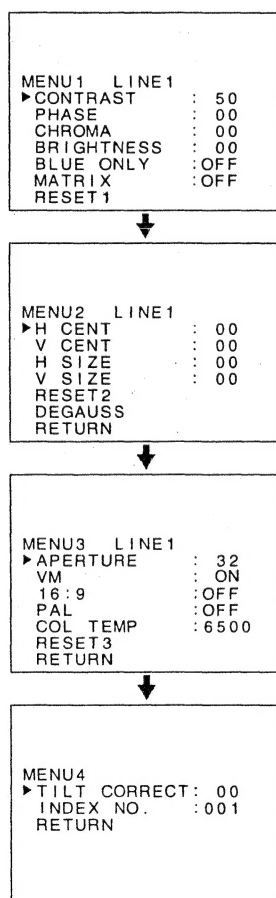 MENU1 LINE1
▶CONTRAST : 50
PHASE : 00
CHROMA : 00
BRIGHTNESS : 00
BLUE ONLY :OFF
MATRIX :OFF
RESET1
MENU2 LINE1
▶H CENT : 00
V CENT : 00
H SIZE : 00
V SIZE : 00
RESET2
DEGAUSS
RETURN
MENU3 LINE1
▶APERTURE : 32
VM : ON
16:9 :OFF
PAL :OFF
COL TEMP :6500
RESET3
RETURN
MENU4
▶TILT CORRECT: 00
INDEX NO. :001
RETURN